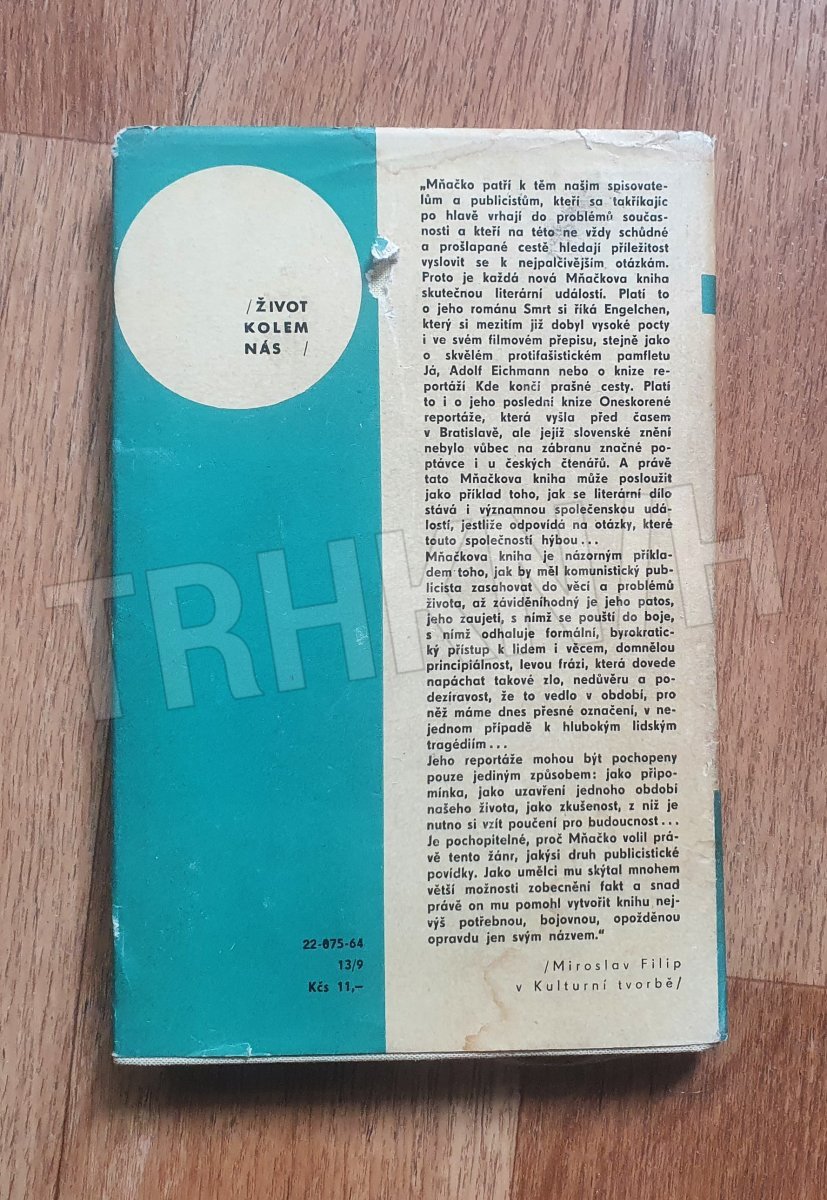 /ŽIVOT
KOLEM
NÁS /
„Mňačko patří k těm našim spisovate-
lům a publicistům, kteří sa takříkajíc
po hlavě vrhají do problémů součas-
nosti a kteří na této ne vždy schůdné
a prošlapané cestě hledají příležitost
vyslovit se k nejpalčivějším otázkám.
Proto je každá nová Mňačkova kniha
skutečnou literární událostí. Platí to
o jeho románu Smrt si říká Engelchen,
který si mezitím již dobyl vysoké pocty
i ve svém filmovém přepisu, stejně jako
o skvělém protifašistickém pamfletu
Já, Adolf Eichmann nebo o knize re-
portáží Kde končí prašné cesty. Platí
to i o jeho poslední knize Oneskorené
reportáže, která vyšla před časem
v Bratislavě, ale jejíž slovenské znění
nebylo vůbec na zábranu značné po-
ptávce i u českých čtenářů. A právě
tato Mňačkova kniha může posloužit
jako příklad toho, jak se literární dílo
stává i významnou společenskou udá-
lostí, jestliže odpovídá na otázky, které
touto společností hýbou...
Mňačkova kniha je názorným příkla-
dem toho, jak by měl komunistický pub-
licista zasahovat do věcí a problémů
života, až záviděníhodný je jeho patos,
jeho zaujetí, s nímž se pouští do boje,
s nímž odhaluje formální, byrokratic-
ký přístup k lidem i věcem, domnělou
principiálnost, levou frázi, která dovede
napáchat takové zlo, nedůvěru a po-
dezíravost, že to vedlo v období, pro
něž máme dnes přesné označení, v ne-
jednom případě k hlubokým lidským
tragédiím...
Jeho reportáže mohou být pochopeny
pouze jediným způsobem: jako připo-
mínka, jako uzavření jednoho období
našeho života, jako zkušenost, z níž je
nutno si vzít poučení pro budoucnost...
Je pochopitelné, proč Mňačko volil prá-
vě tento žánr, jakýsi druh publicistické
povídky. Jako umělci mu skýtal mnohem
větší možnosti zobecnění fakt a snad
právě on mu pomohl vytvořit knihu nej-
výš potřebnou, bojovnou, opožděnou
opravdu jen svým názvem."
/Miroslav Filip
v Kulturní tvorbě/
22-075-64
13/9
Kčs 11,–
TRHKNIH